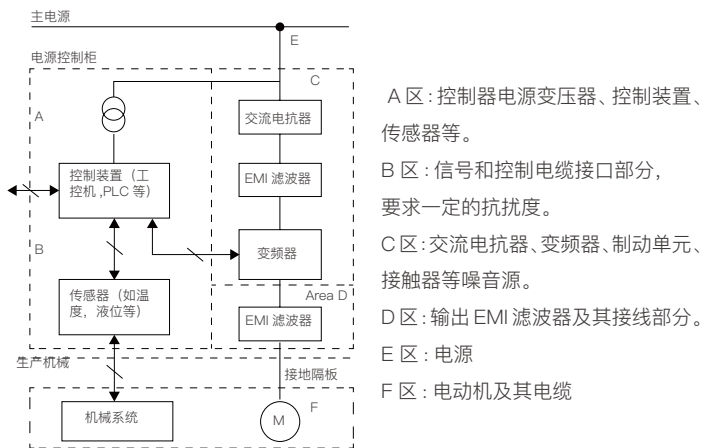 主电源
E
电源控制柜
C
A
交流电抗器
控制装置（工
控机 ,PLC 等）
EMI 滤波器
B
变频器
传感器（如温
度，液位等）
Area D
EMI 滤波器
生产机械
接地隔板
F
机械系统
M
A 区 : 控制器电源变压器、控制装置、
传感器等。
B 区 : 信号和控制电缆接口部分，
要求一定的抗扰度。
C 区 : 交流电抗器、变频器、制动单元、
接触器等噪音源。
D 区 : 输出 EMI 滤波器及其接线部分。
E 区 : 电源
F 区 : 电动机及其电缆